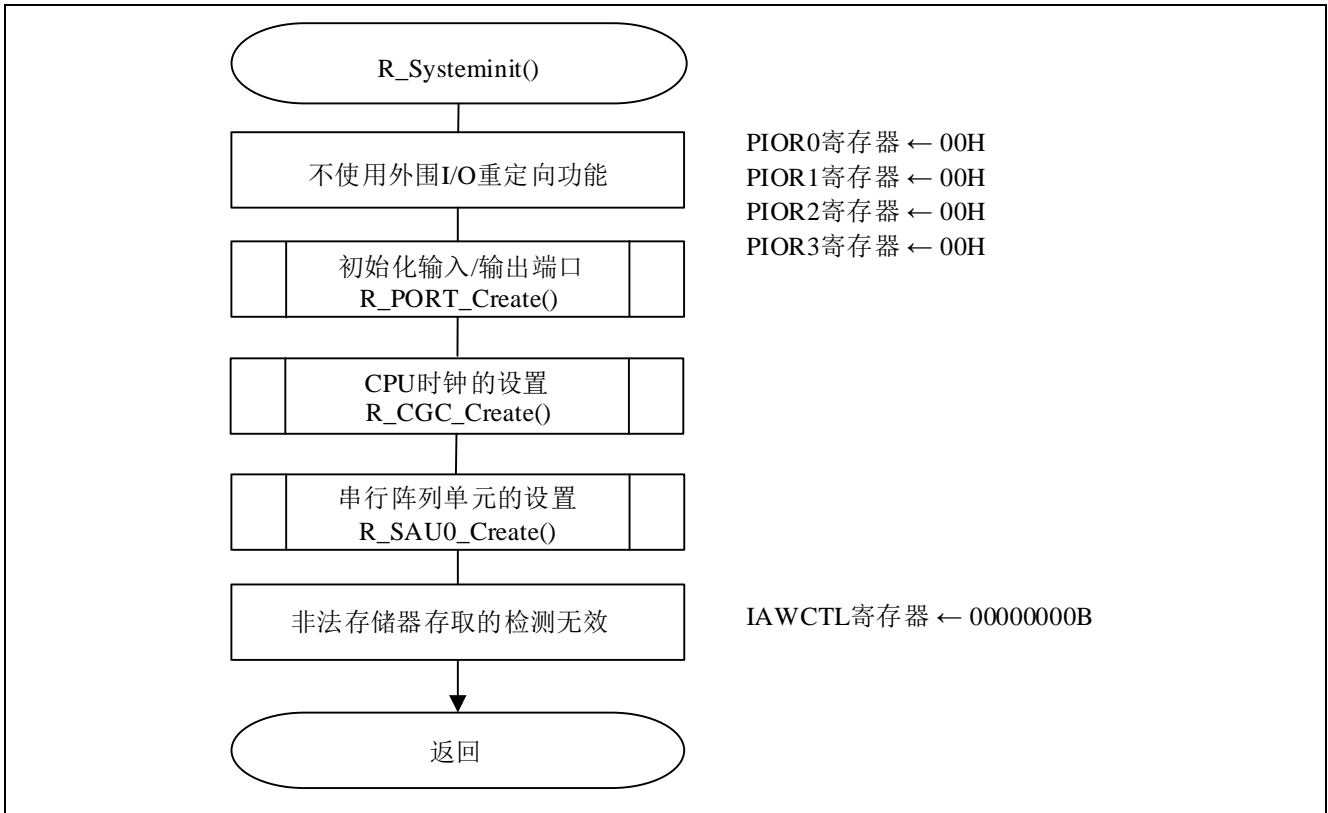 R_Systeminit()
不使用外围I/O重定向功能
PIOR0寄存器 ← 00H
PIOR1寄存器 ← 00H
PIOR2寄存器 ← 00H
PIOR3寄存器 ← 00H
初始化输入/输出端口
R_PORT_Create()
CPU时钟的设置
R_CGC_Create()
串行阵列单元的设置
R_SAU0_Create()
非法存储器存取的检测无效
IAWCTL寄存器 ← 00000000B
返回